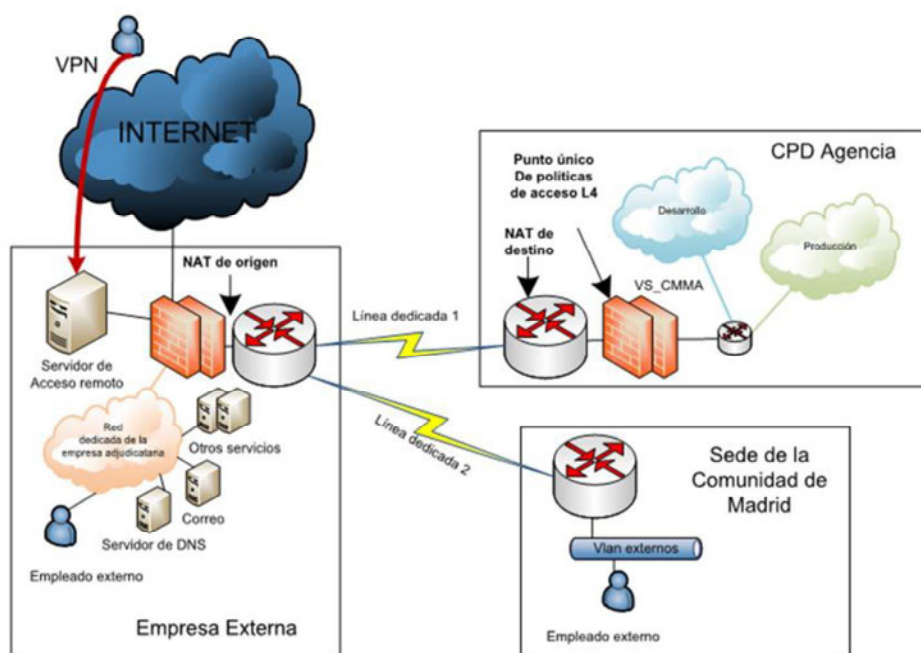 VPN
INTERNET
CPD Agencia
Punto único
De políticas
de acceso L4
Desarrollo
Producción
NAT de
destino
VS_CMMA
NAT de origen
Línea dedicada 1
Servidor de
Acceso remoto
Red
dedicada de la
empresa adjudicataria
Otros servicios
Correo
Servidor de DNS
Empleado externo
Empresa Externa
Línea dedicada 2
Sede de la
Comunidad de
Madrid
Vlan externos
Empleado externo